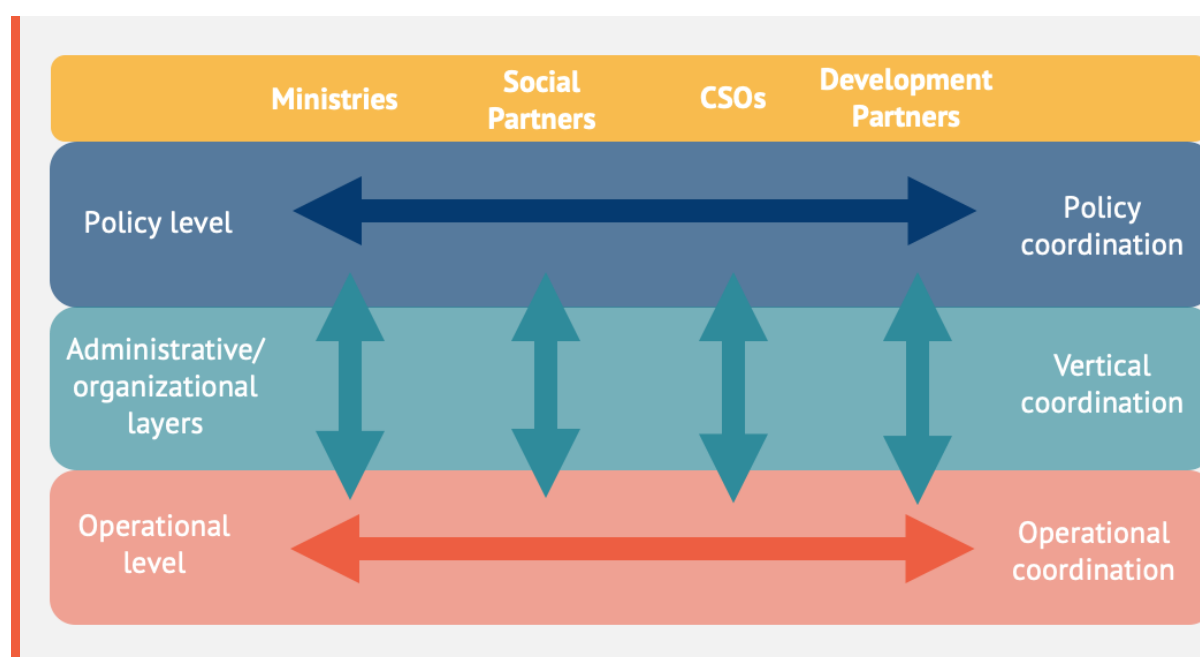 Ministries
Social
Partners
CSOs
Development
Partners
Policy level
Policy
coordination
Administrative/
organizational
layers
Vertical
coordination
Operational
level
Operational
coordination